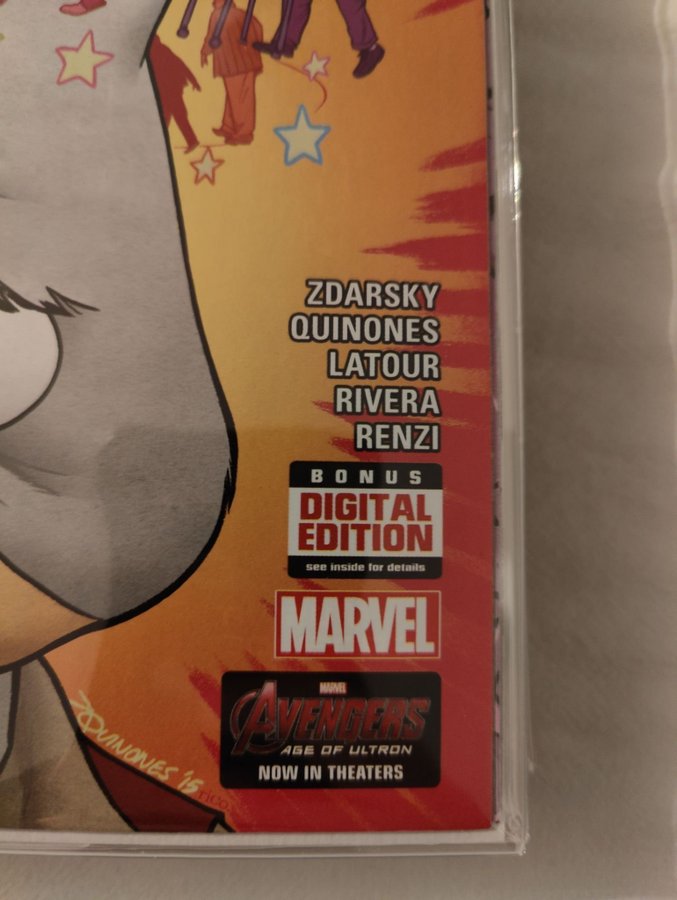 ZDARSKY
QUINONES
LATOUR
RIVERA
RENZI
BONUS
DIGITAL
EDITION
see inside for details
MARVEL
MARVEL
AVENGERS
AGE OF ULTRON
NOW IN THEATERS
QUINONES '15